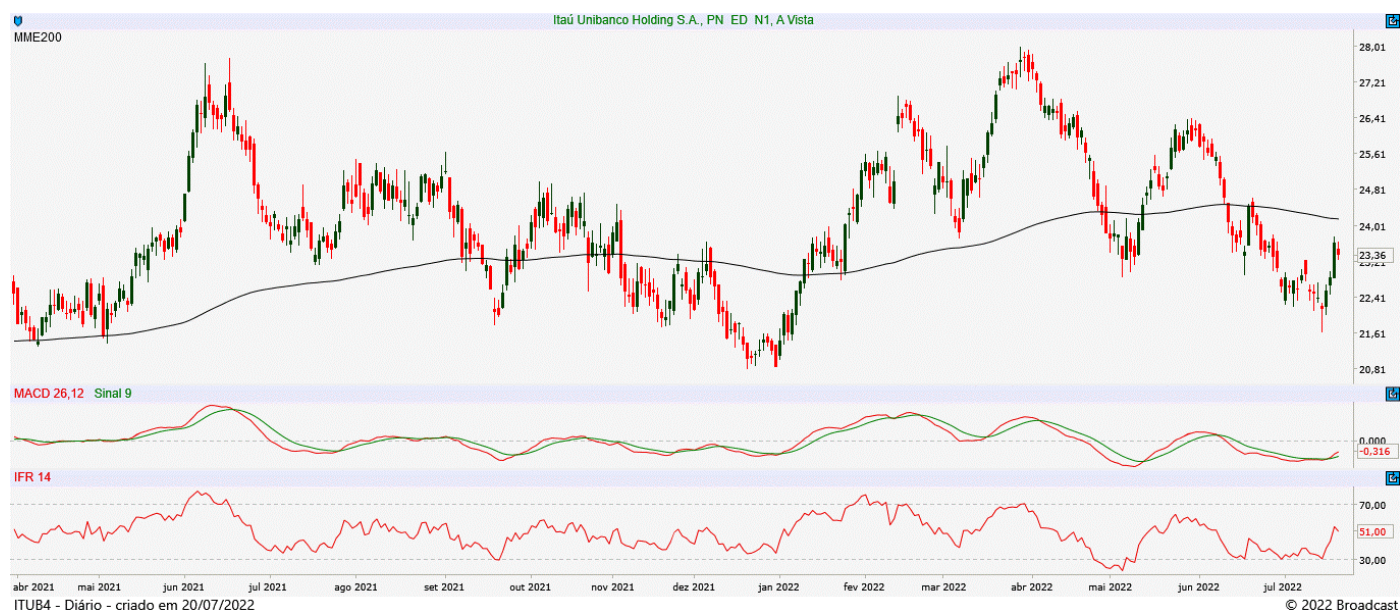 Itaú Unibanco Holding S.A., PN ED N1, A Vista
MME200
28,01
27,21
26,41
25,61
24,81
24,01
23,36
23,21
22,41
21,61
20,81
MACD 26,12 Sinal 9
0,000
-0,316
IFR 14
70,00
51,00
30,00
abr 2021 mai 2021 jun 2021 jul 2021 ago 2021 set 2021 out 2021 nov 2021 dez 2021 jan 2022 fev 2022 mar 2022 abr 2022 mai 2022 jun 2022 jul 2022
ITUB4 - Diário - criado em 20/07/2022 © 2022 Broadcast